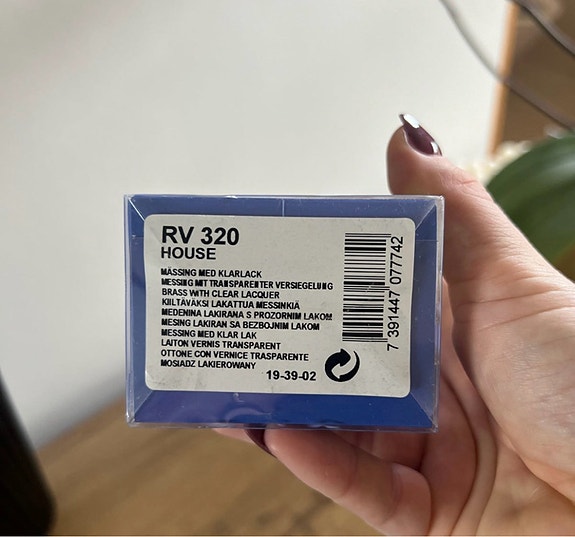 RV 320
HOUSE
MÄSSING MED KLARLACK
MESSING MIT TRANSPARENTER VERSIEGELUNG
BRASS WITH CLEAR LACQUER
KIILTÄVÄKSI LAKATTUA MESSINKIÄ
MEDENINA LAKIRANA S PROZORNIM LAKOM
MESING LAKIRAN SA BEZBOJNIM LAKOM
MESSING MED KLAR LAK
LAITON VERNIS TRANSPARENT
OTTONE CON VERNICE TRASPARENTE
MOSIADZ LAKIEROWANY
19-39-02
7 391447 077742